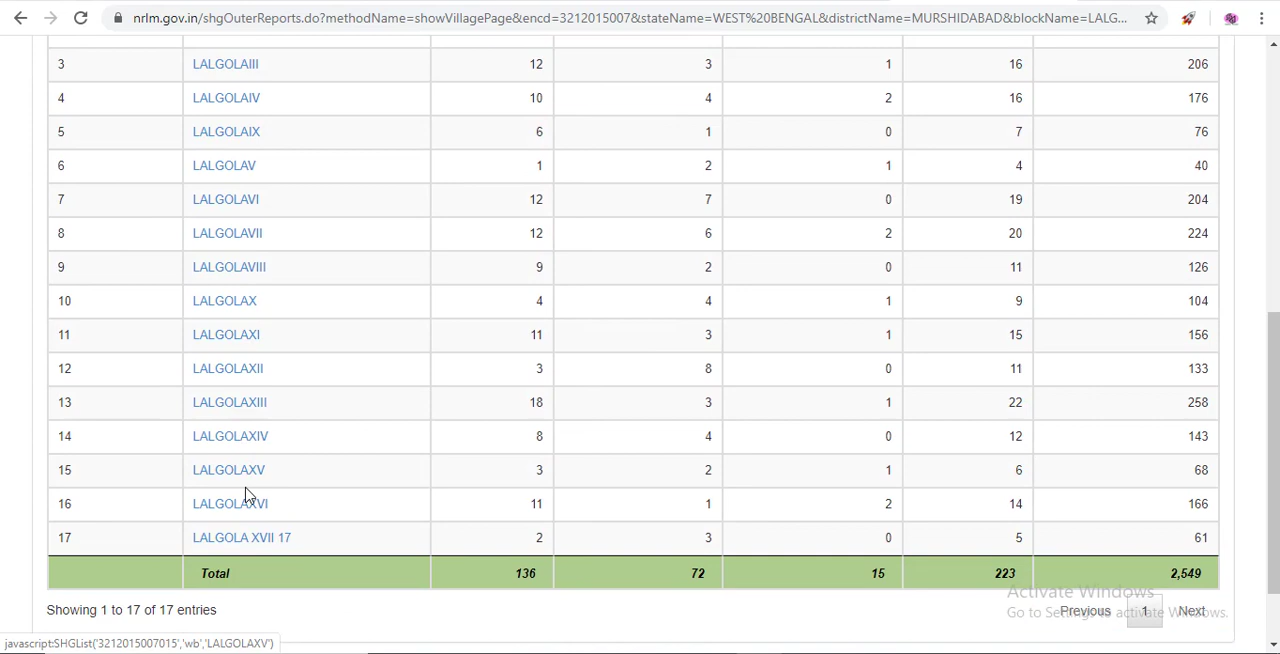 nrlm.gov.in/shgOuterReports.do?methodName=showVillagePage&encd=3212015007&stateName=WEST%20BENGAL&districtName=MURSHIDABAD&blockName=LALG...
3 LALGOLAIII 12 3 1 16 206
4 LALGOLAIV 10 4 2 16 176
5 LALGOLAIX 6 1 0 7 76
6 LALGOLAV 1 2 1 4 40
7 LALGOLAVI 12 7 0 19 204
8 LALGOLAVII 12 6 2 20 224
9 LALGOLAVIII 9 2 0 11 126
10 LALGOLAX 4 4 1 9 104
11 LALGOLAXI 11 3 1 15 156
12 LALGOLAXII 3 8 0 11 133
13 LALGOLAXIII 18 3 1 22 258
14 LALGOLAXIV 8 4 0 12 143
15 LALGOLAXV 3 2 1 6 68
16 LALGOLAXVI 11 1 2 14 166
17 LALGOLA XVII 17 2 3 0 5 61
Total 136 72 15 223 2,549
Activate Windows
Showing 1 to 17 of 17 entries Previous 1 Next
Go to Settings to activate Windows.
javascript:SHGList('3212015007015','wb','LALGOLAXV')